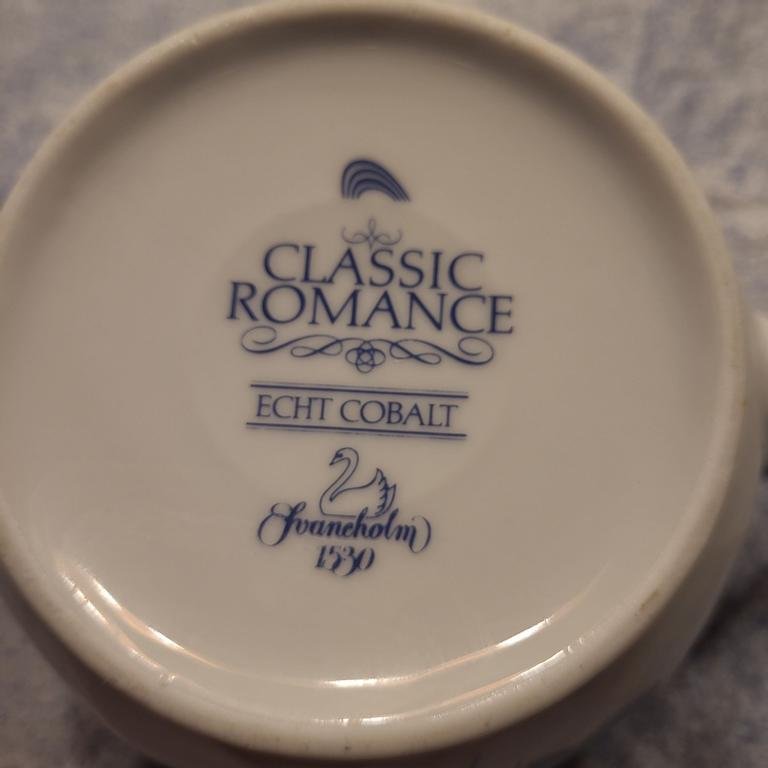 CLASSIC
ROMANCE
ECHT COBALT
Svaneholm
1530